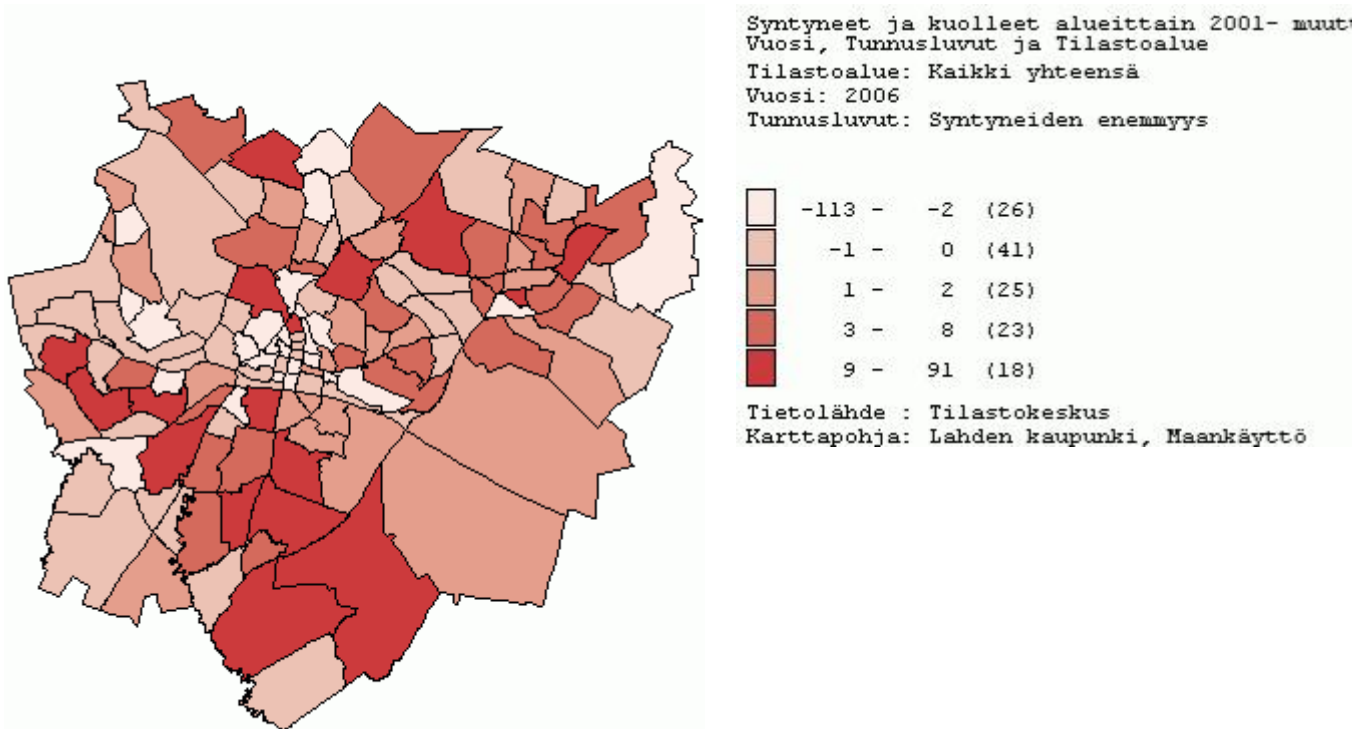 Syntyneet ja kuolleet alueittain 2001-
Vuosi, Tunnusluvut ja Tilastoalue
Tilastoalue: Kaikki yhteensä
Vuosi: 2006
Tunnusluvut: Syntyneiden enemmyys
-113 - -2 (26)
-1 - 0 (41)
1 - 2 (25)
3 - 8 (23)
9 - 91 (18)
Tietolähde : Tilastokeskus
Karttapohja: Lahden kaupunki, Maankäyttö